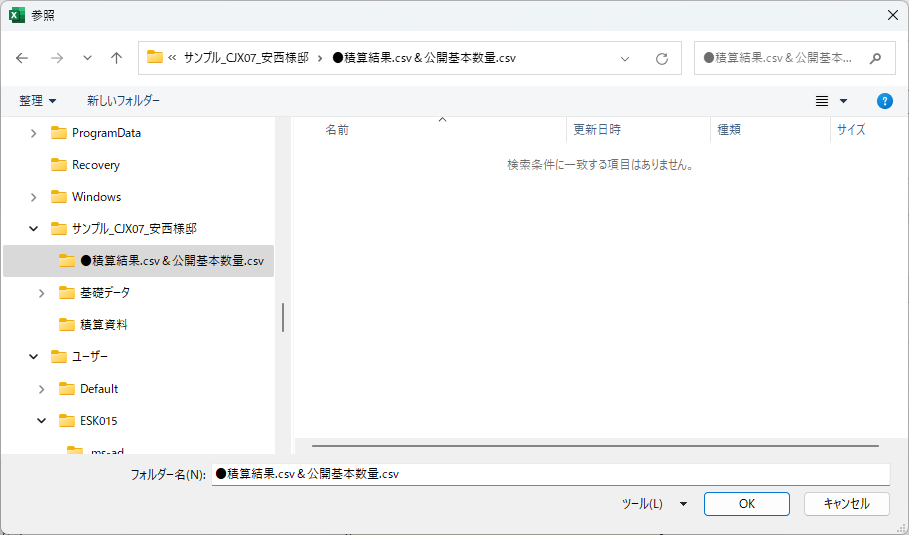 参照
« サンプル_CJX07_安西様邸 › ●積算結果.csv＆公開基本数量.csv
●積算結果.csv＆公開基本...
整理 新しいフォルダー
名前 更新日時 種類 サイズ
検索条件に一致する項目はありません。
ProgramData
Recovery
Windows
サンプル_CJX07_安西様邸
●積算結果.csv＆公開基本数量.csv
基礎データ
積算資料
ユーザー
Default
ESK015
.ms-ad
フォルダー名(N): ●積算結果.csv＆公開基本数量.csv
ツール(L) OK キャンセル